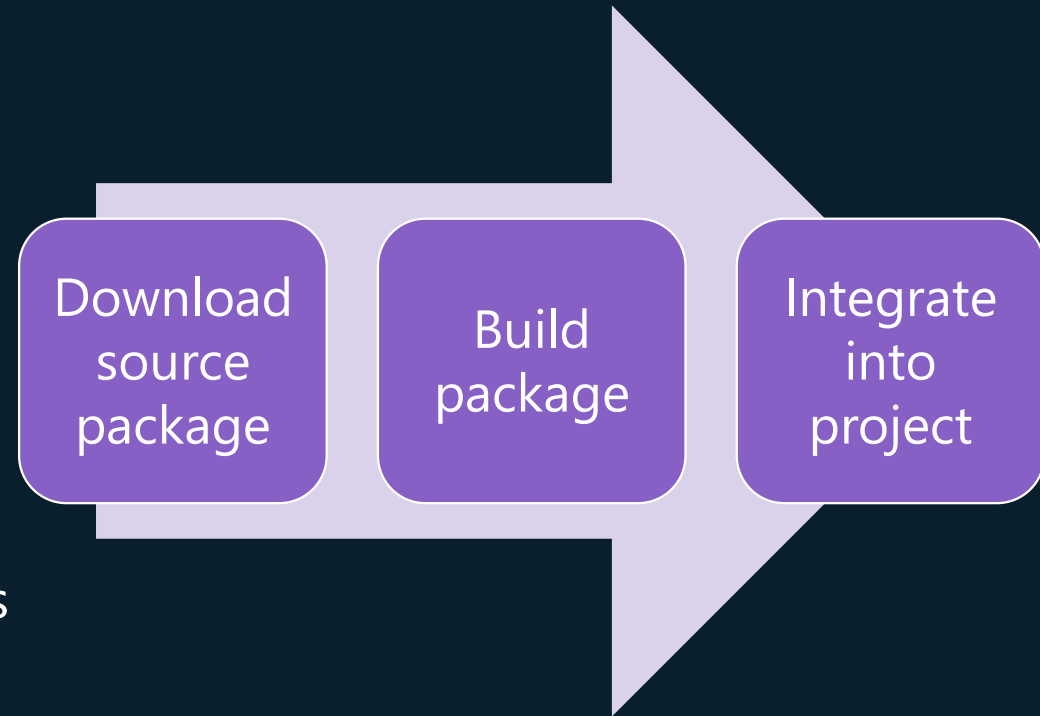 Download
source
package
Build
package
Integrate
into
project
s